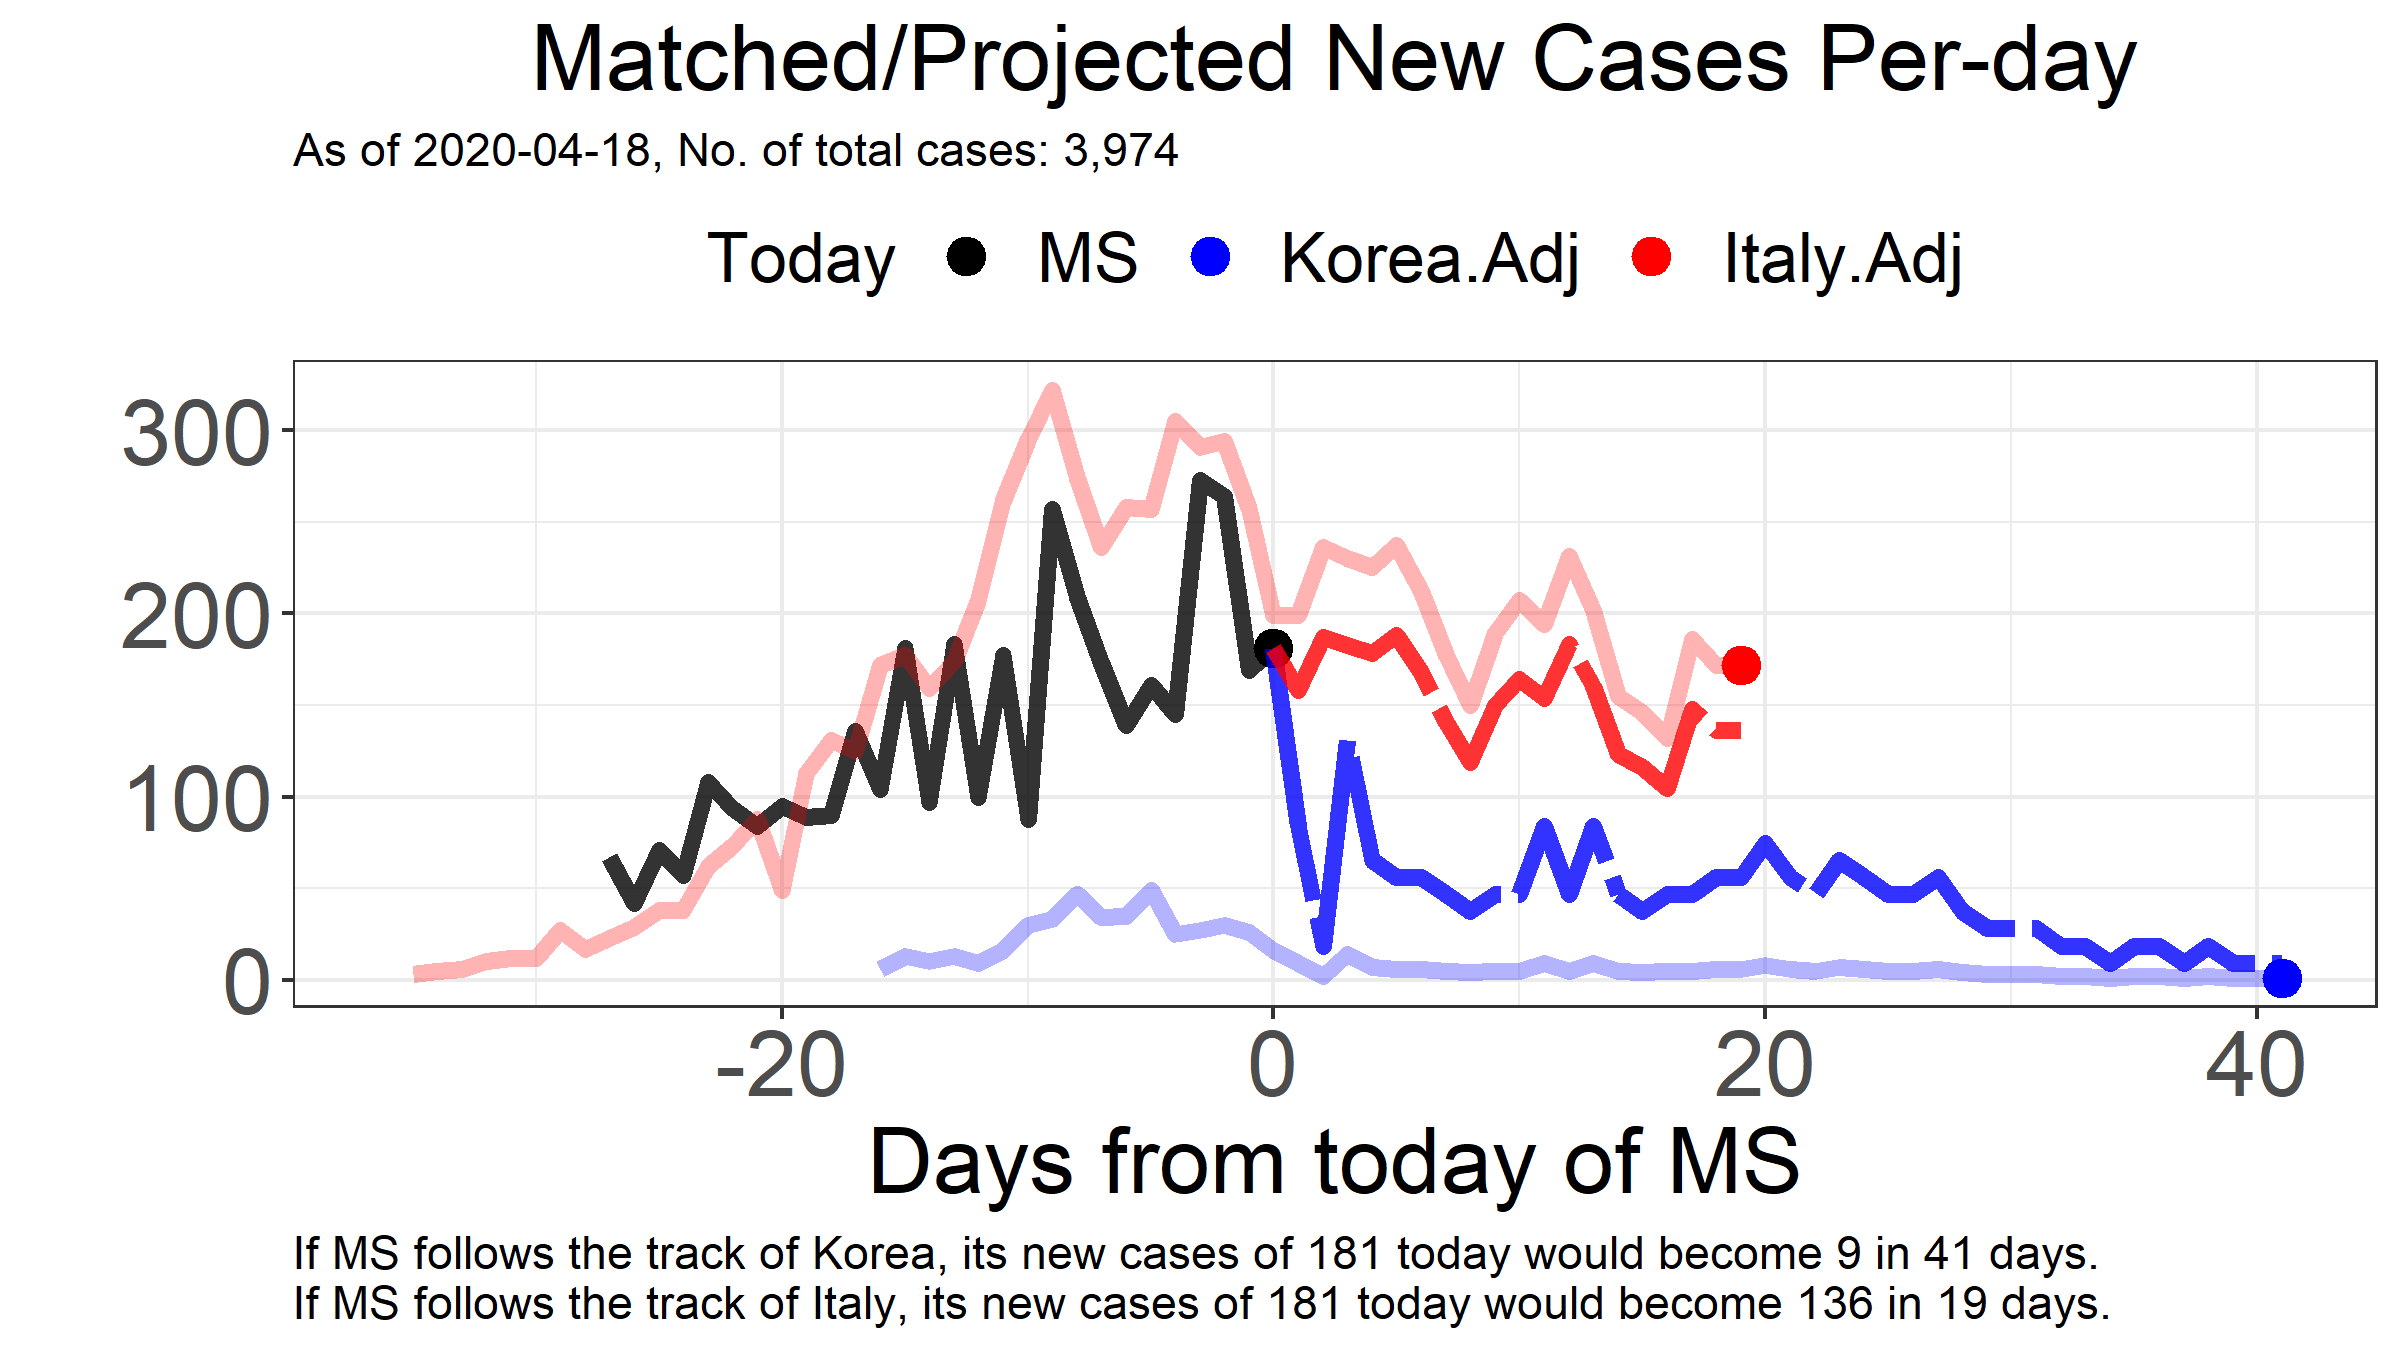 Matched/Projected New Cases Per-day
As of 2020-04-18, No. of total cases: 3,974
Today MS Korea.Adj Italy.Adj
300
200
100
0
-20 0 20 40
Days from today of MS
If MS follows the track of Korea, its new cases of 181 today would become 9 in 41 days.
If MS follows the track of Italy, its new cases of 181 today would become 136 in 19 days.